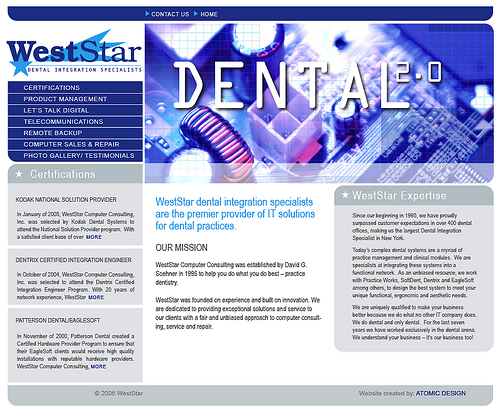 CONTACT US HOME
WestStar
DENTAL INTEGRATION SPECIALISTS
DENTAL 2.0
CERTIFICATIONS
PRODUCT MANAGEMENT
LET'S TALK DIGITAL
TELECOMMUNICATIONS
REMOTE BACKUP
COMPUTER SALES & REPAIR
PHOTO GALLERY/ TESTIMONIALS
Certifications
KODAK NATIONAL SOLUTION PROVIDER
In January of 2005, WestStar Computer Consulting,
Inc. was selected by Kodak Dental Systems to
attend the National Solution Provider program. With
a satisfied client base of over MORE
DENTRIX CERTIFIED INTEGRATION ENGINEER
In October of 2004, WestStar Computer Consulting,
Inc. was selected to attend the Dentrix Certified
Integration Engineer Program. With 20 years of
network experience, WestStar MORE
PATTERSON DENTAL/EAGLESOFT
In November of 2000, Patterson Dental created a
Certified Hardware Provider Program to ensure that
their EagleSoft clients would receive high quality
installations with reputable hardware providers.
WestStar Computer Consulting, MORE
WestStar dental integration specialists
are the premier provider of IT solutions
for dental practices.
OUR MISSION
WestStar Computer Consulting was established by David G.
Soehner in 1995 to help you do what you do best – practice
dentistry.
WestStar was founded on experience and built on innovation. We
are dedicated to providing exceptional solutions and service to
our clients with a fair and unbiased approach to computer consult-
ing, service and repair.
WestStar Expertise
Since our beginning in 1995, we have proudly
surpassed customer expectations in over 400 dental
offices, making us the largest Dental Integration
Specialist in New York.
Today's complex dental systems are a myriad of
practice management and clinical modules. We are
specialists at integrating these systems into a
functional network. As an unbiased resource, we work
with Practice Works, SoftDent, Dentrix and EagleSoft
among others, to design the best system to meet your
unique functional, ergonomic and aesthetic needs.
We are uniquely qualified to make your business
better because we do what no other IT company does.
We do dental and only dental. For the last seven
years we have worked exclusively in the dental arena.
We understand your business – it's our business too!
© 2006 WestStar
Website created by: ATOMIC DESIGN